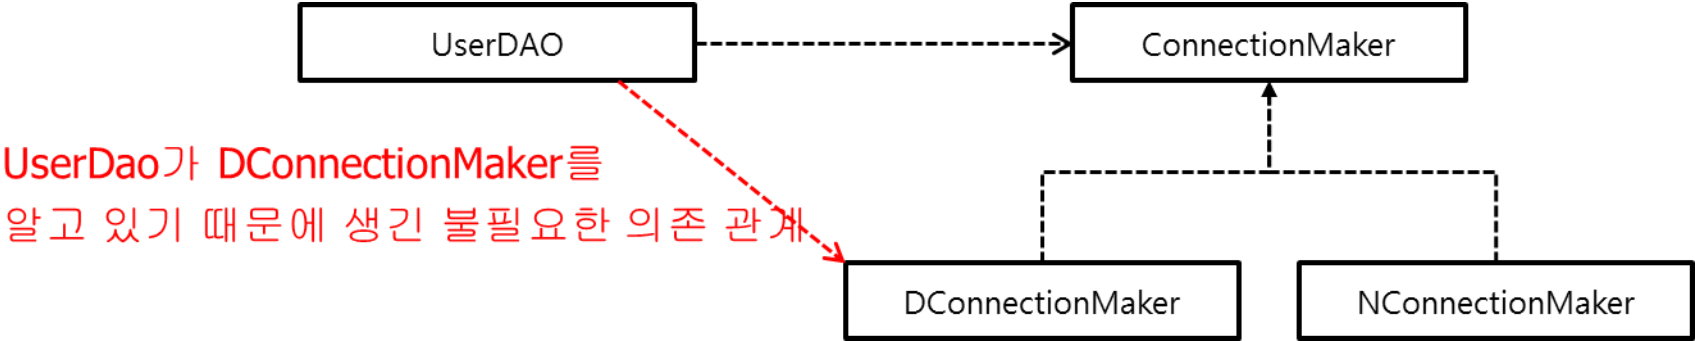 UserDAO
ConnectionMaker
UserDao가 DConnectionMaker를
알고 있기 때문에 생긴 불필요한 의존 관계
DConnectionMaker
NConnectionMaker